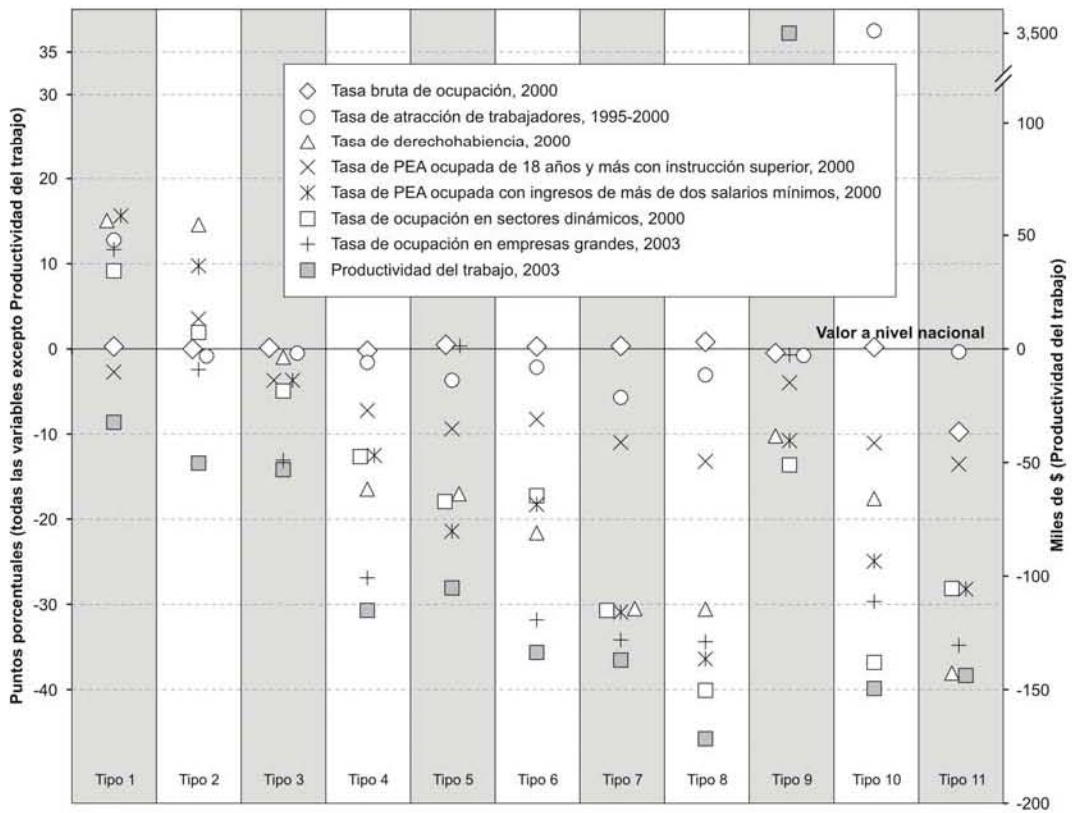 Puntos porcentuales (todas las variables excepto Productividad del trabajo)
35
30
20
10
0
-10
-20
-30
-40
Tasa bruta de ocupación, 2000
Tasa de atracción de trabajadores, 1995-2000
Tasa de derechohabiencia, 2000
Tasa de PEA ocupada de 18 años y más con instrucción superior, 2000
Tasa de PEA ocupada con ingresos de más de dos salarios mínimos, 2000
Tasa de ocupación en sectores dinámicos, 2000
Tasa de ocupación en empresas grandes, 2003
Productividad del trabajo, 2003
Valor a nivel nacional
Tipo 1
Tipo 2
Tipo 3
Tipo 4
Tipo 5
Tipo 6
Tipo 7
Tipo 8
Tipo 9
Tipo 10
Tipo 11
3,500
100
50
0
-50
-100
-150
-200
Miles de $ (Productividad del trabajo)